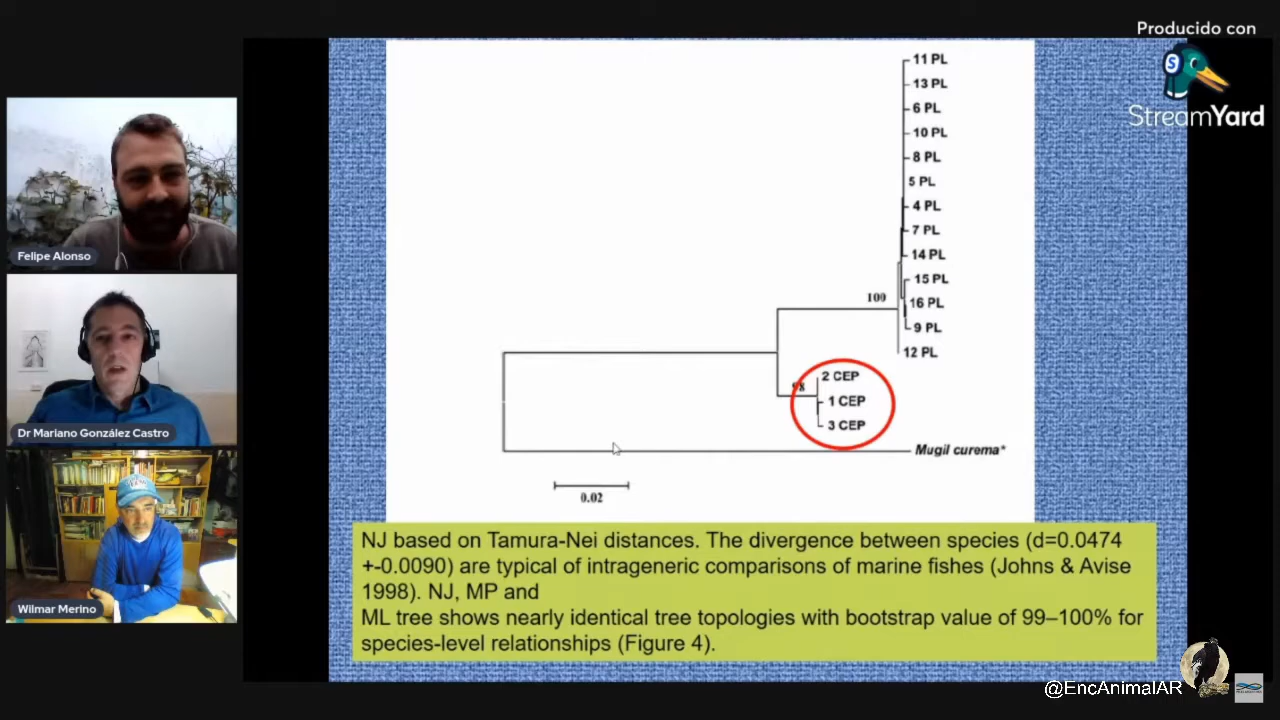 Producido con
StreamYard
11 PL
13 PL
6 PL
10 PL
8 PL
5 PL
4 PL
7 PL
14 PL
15 PL
100
16 PL
9 PL
12 PL
2 CEP
98
1 CEP
3 CEP
Mugil curema*
0.02
Felipe Alonso
Dr Mariano González Castro
Wilmar Merino
NJ based on Tamura-Nei distances. The divergence between species (d=0.0474
+-0.0090) are typical of intrageneric comparisons of marine fishes (Johns & Avise
1998). NJ, MP and
ML tree shows nearly identical tree topologies with bootstrap value of 99–100% for
species-level relationships (Figure 4).
@EncAnimalAR